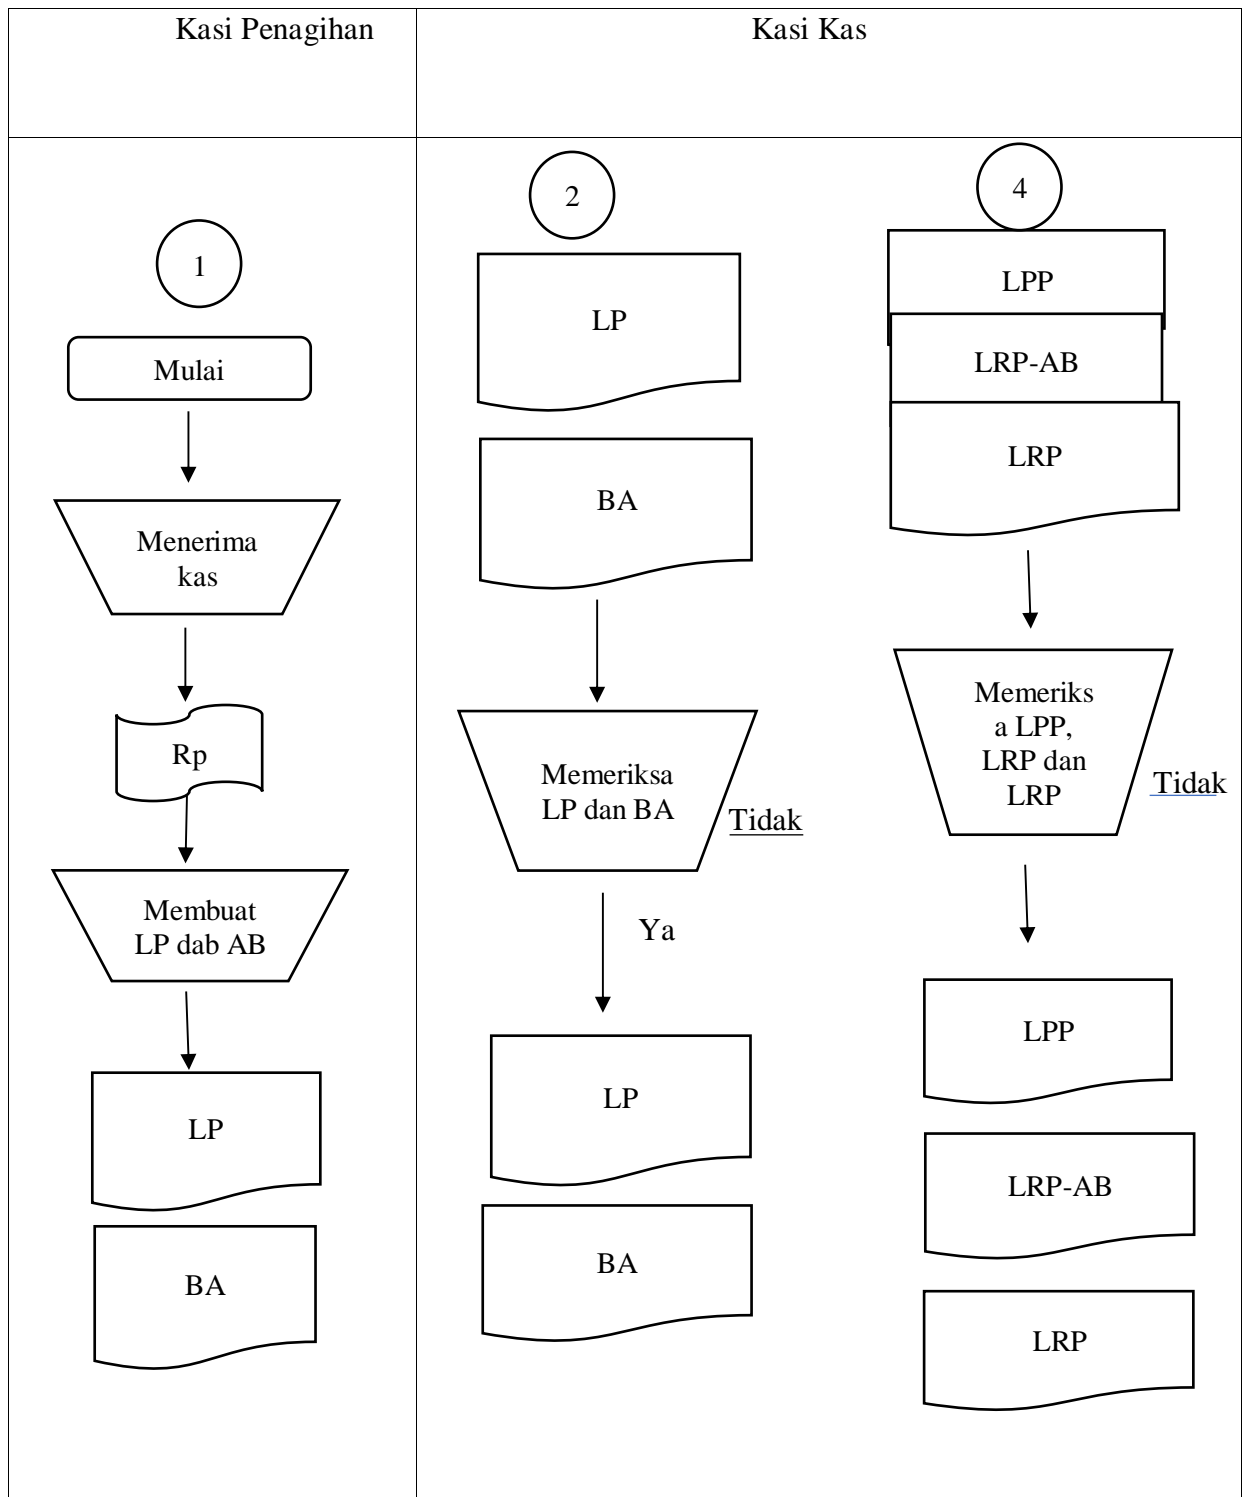 Kasi Penagihan
Kasi Kas
1
Mulai
Menerima
kas
Rp
Membuat
LP dab AB
LP
BA
2
LP
BA
Memeriksa
LP dan BA
Tidak
Ya
LP
BA
4
LPP
LRP-AB
LRP
Memeriks
a LPP,
LRP dan
LRP
Tidak
LPP
LRP-AB
LRP